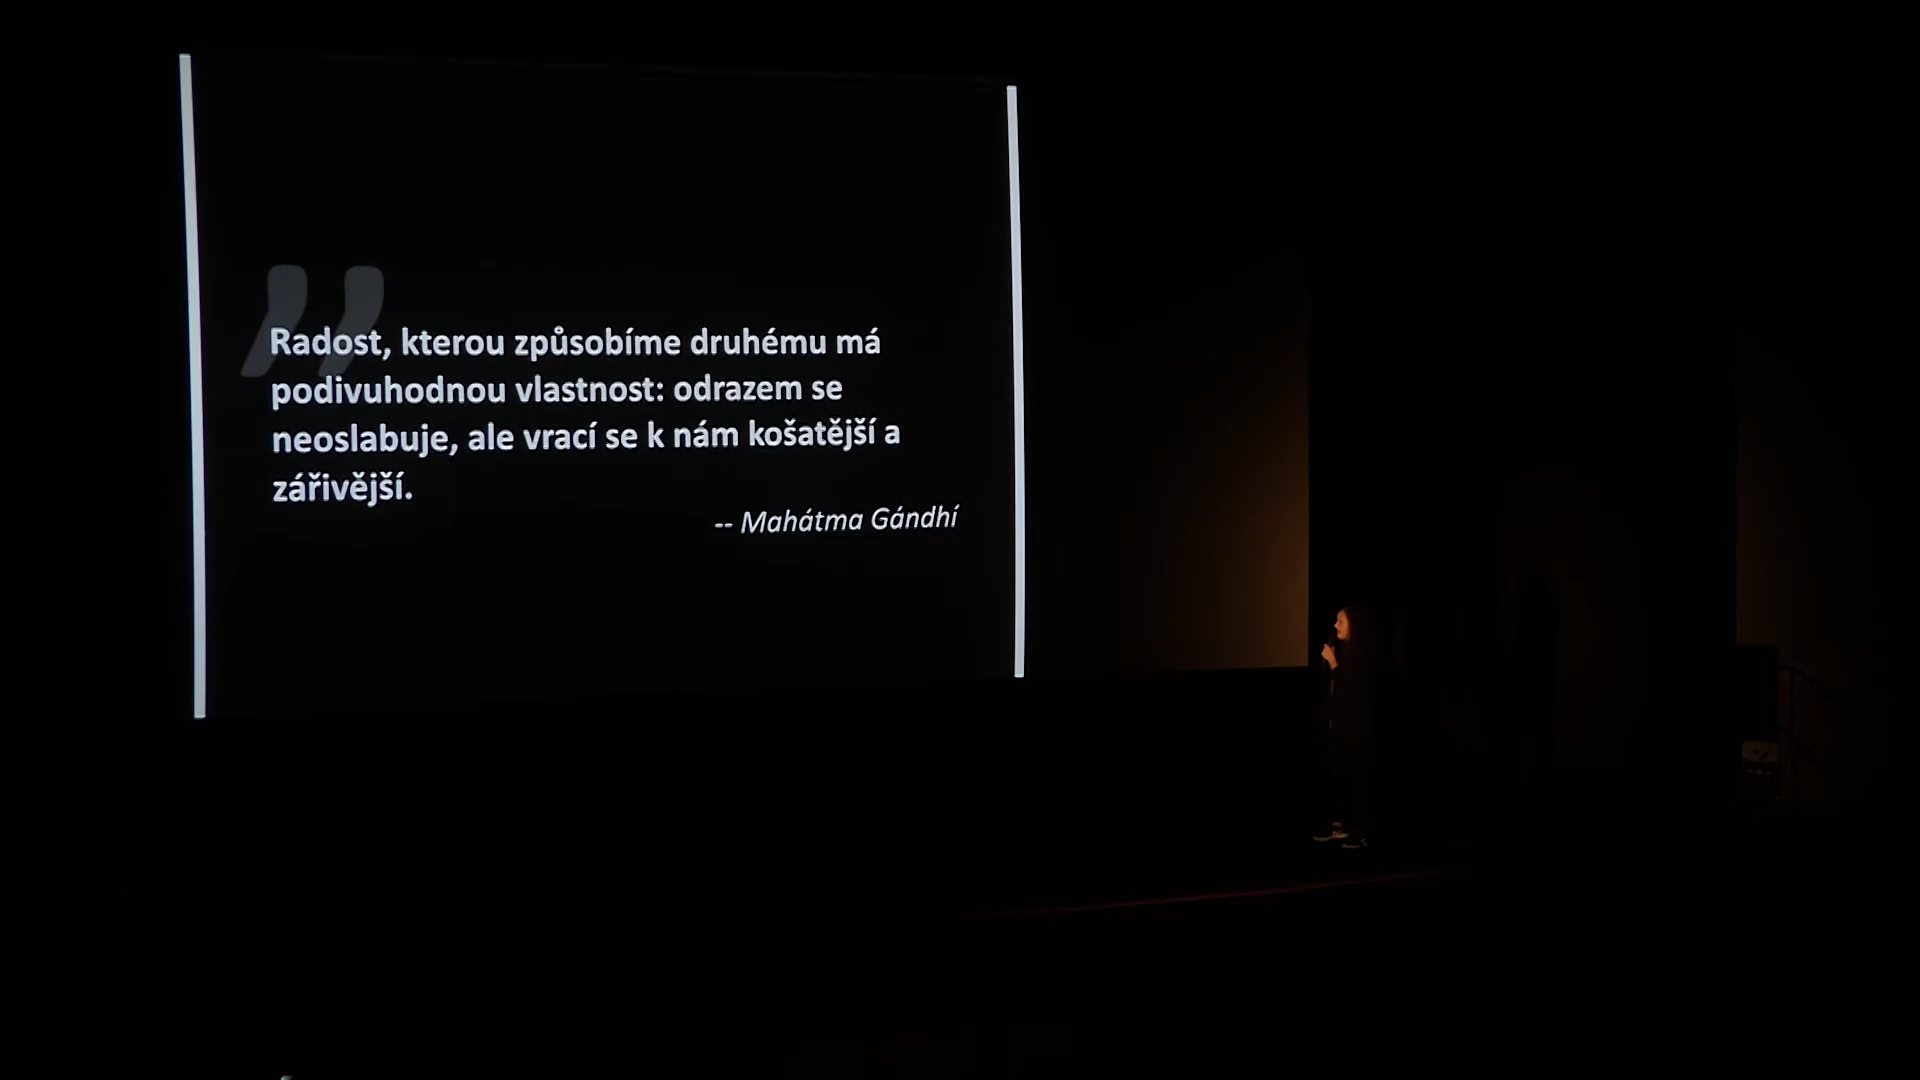 Radost, kterou způsobíme druhému má
podivuhodnou vlastnost: odrazem se
neoslabuje, ale vrací se k nám košatější a
zářivější.
-- Mahátma Gándhí